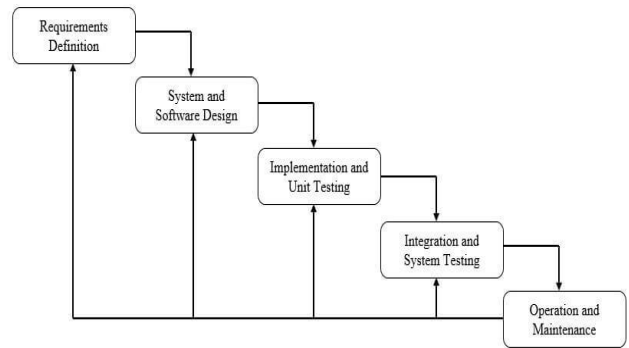 Requirements
Definition
System and
Software Design
Implementation and
Unit Testing
Integration and
System Testing
Operation and
Maintenance